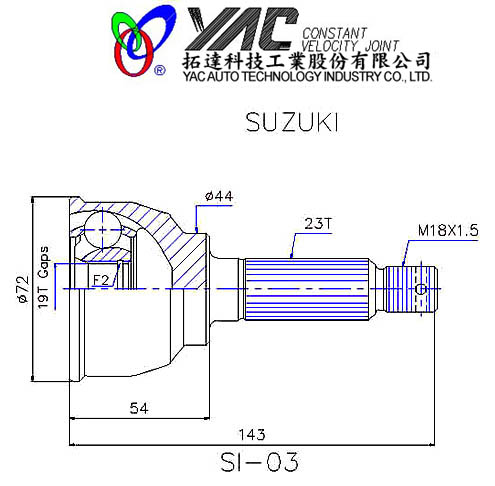 YAC CONSTANT
VELOCITY JOINT
®
拓達科技工業股份有限公司
YAC AUTO TECHNOLOGY INDUSTRY CO., LTD.
SUZUKI
ø44
23T
M18X1.5
ø72
19T Gaps
F2
54
143
SI-03